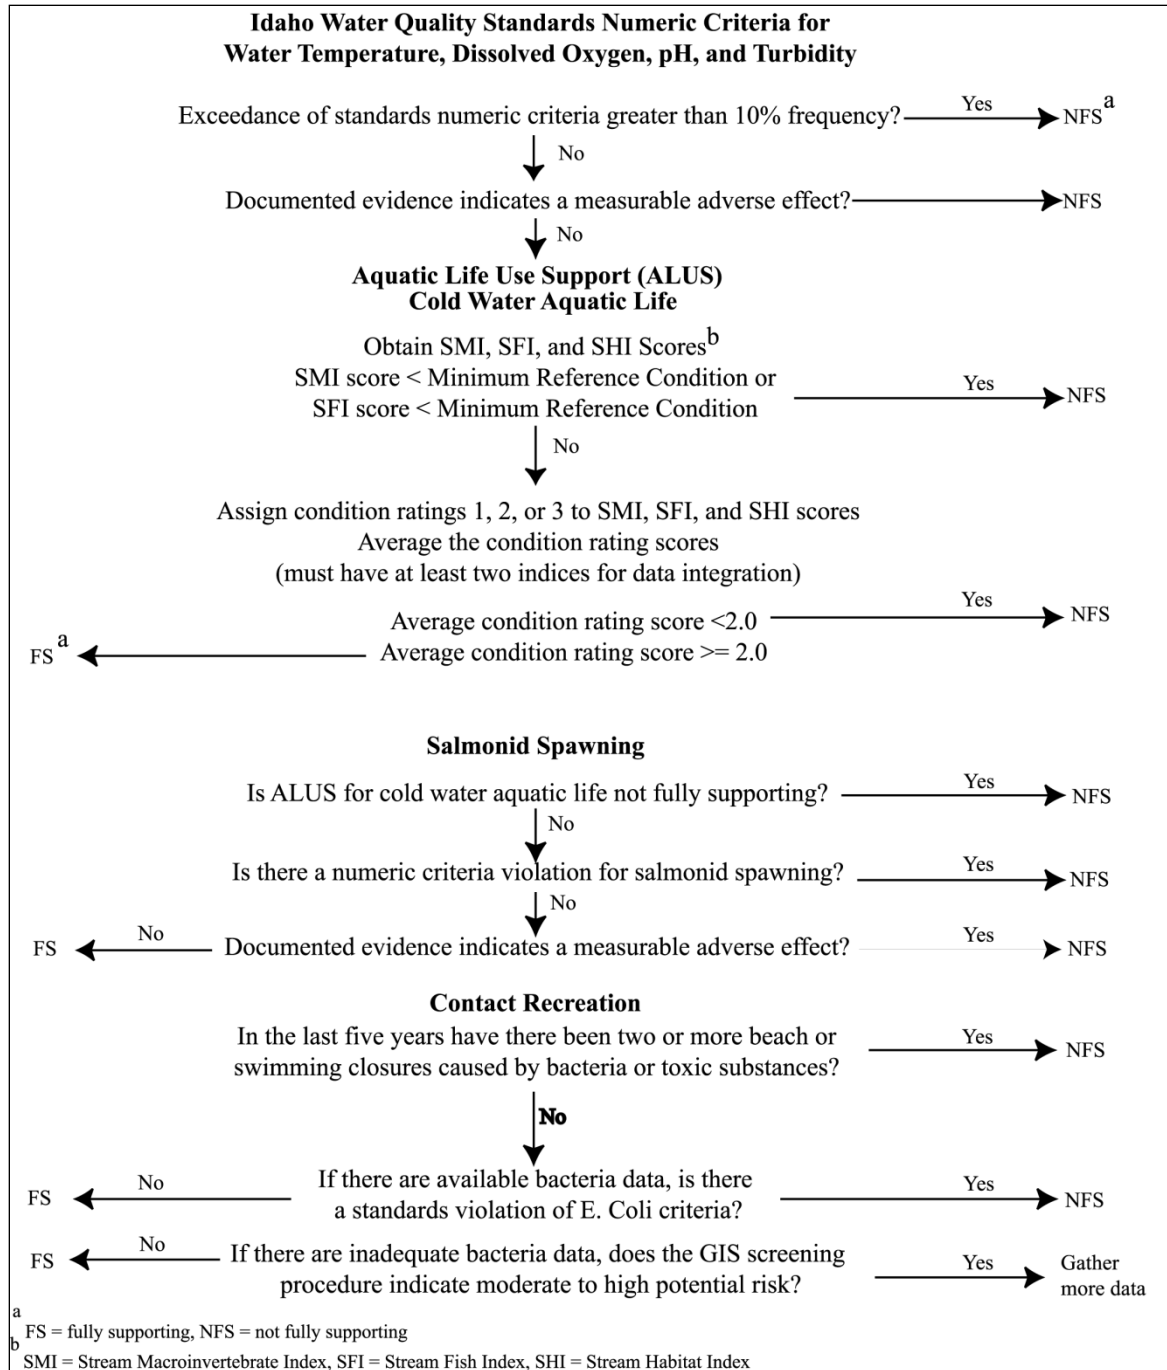 Idaho Water Quality Standards Numeric Criteria for
Water Temperature, Dissolved Oxygen, pH, and Turbidity
Exceedance of standards numeric criteria greater than 10% frequency? Yes NFS a
No
Documented evidence indicates a measurable adverse effect? NFS
No
Aquatic Life Use Support (ALUS)
Cold Water Aquatic Life
Obtain SMI, SFI, and SHI Scores b
SMI score < Minimum Reference Condition or
SFI score < Minimum Reference Condition
Yes NFS
No
Assign condition ratings 1, 2, or 3 to SMI, SFI, and SHI scores
Average the condition rating scores
(must have at least two indices for data integration)
Average condition rating score <2.0 Yes NFS
FS a Average condition rating score >= 2.0
Salmonid Spawning
Is ALUS for cold water aquatic life not fully supporting? Yes NFS
No
Is there a numeric criteria violation for salmonid spawning? Yes NFS
No
FS No Documented evidence indicates a measurable adverse effect? Yes NFS
Contact Recreation
In the last five years have there been two or more beach or
swimming closures caused by bacteria or toxic substances?
Yes NFS
No
If there are available bacteria data, is there
a standards violation of E. Coli criteria?
FS No Yes NFS
If there are inadequate bacteria data, does the GIS screening
procedure indicate moderate to high potential risk?
FS No Yes Gather
more data
a FS = fully supporting, NFS = not fully supporting
b SMI = Stream Macroinvertebrate Index, SFI = Stream Fish Index, SHI = Stream Habitat Index